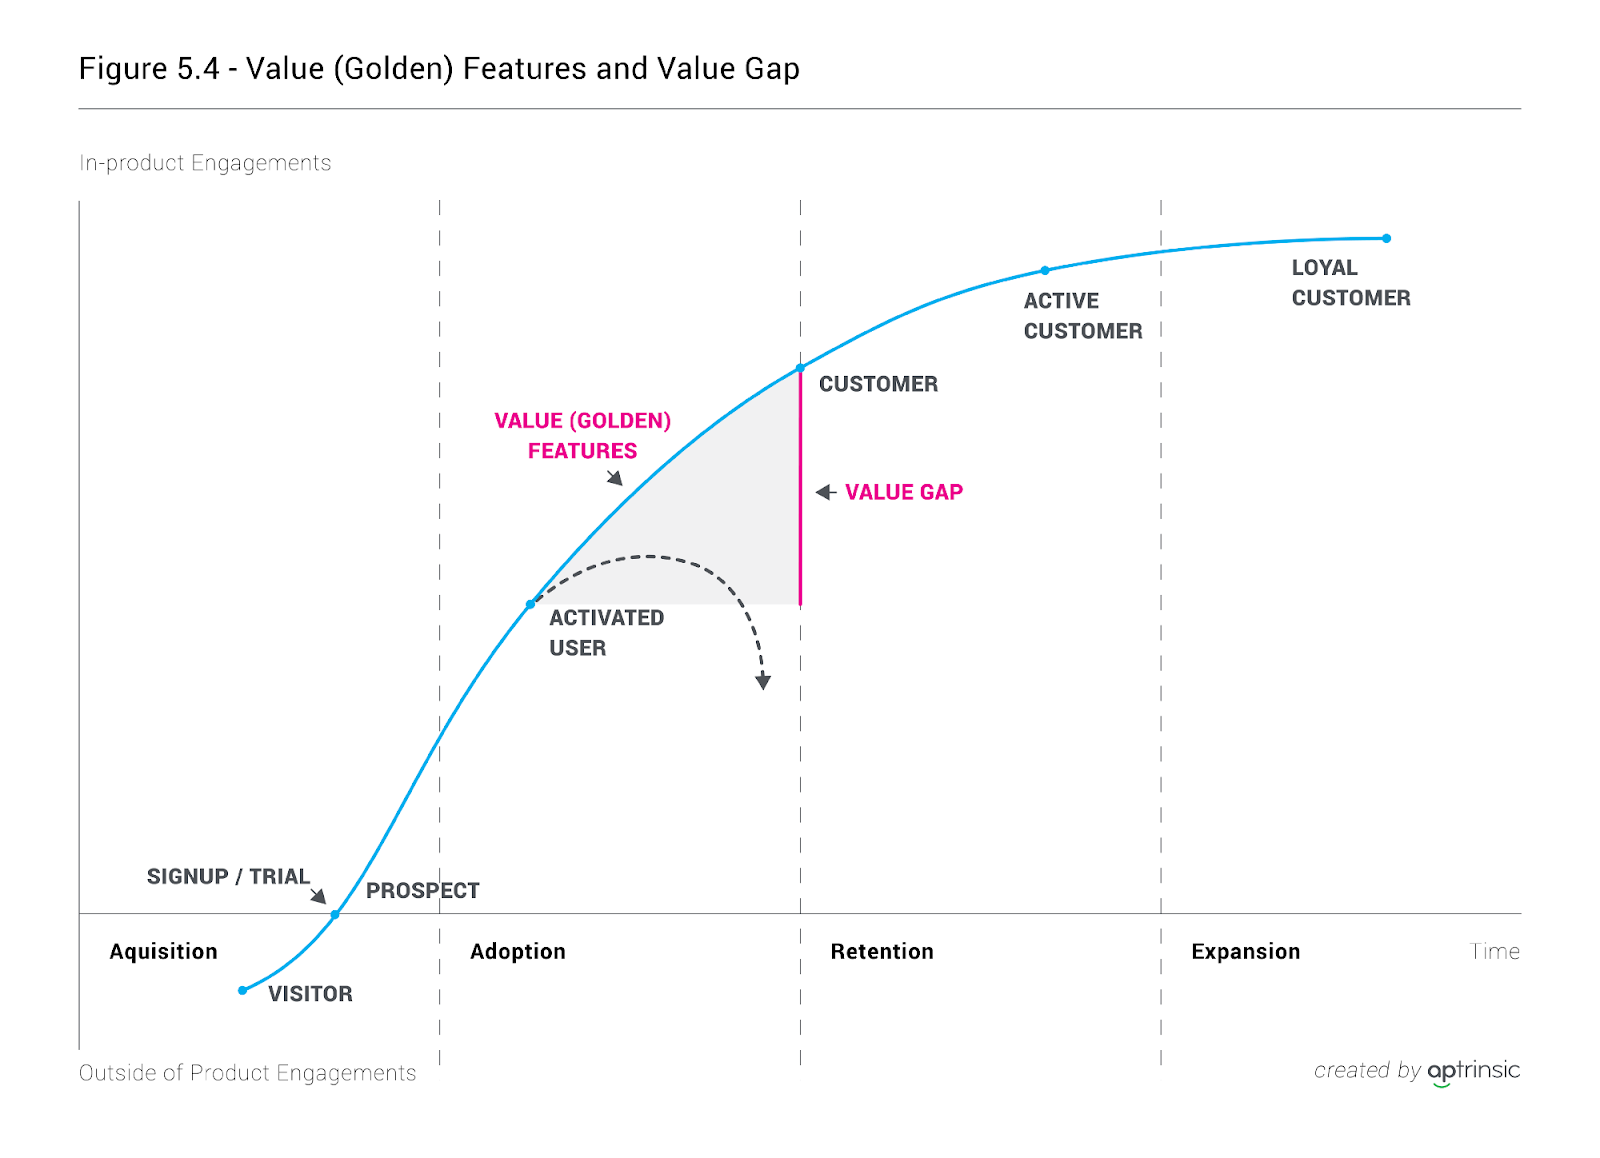 Figure 5.4 - Value (Golden) Features and Value Gap
In-product Engagements
LOYAL
CUSTOMER
ACTIVE
CUSTOMER
CUSTOMER
VALUE (GOLDEN)
FEATURES
VALUE GAP
ACTIVATED
USER
SIGNUP / TRIAL
PROSPECT
Aquisition
Adoption
Retention
Expansion
Time
VISITOR
Outside of Product Engagements
created by aptrinsic